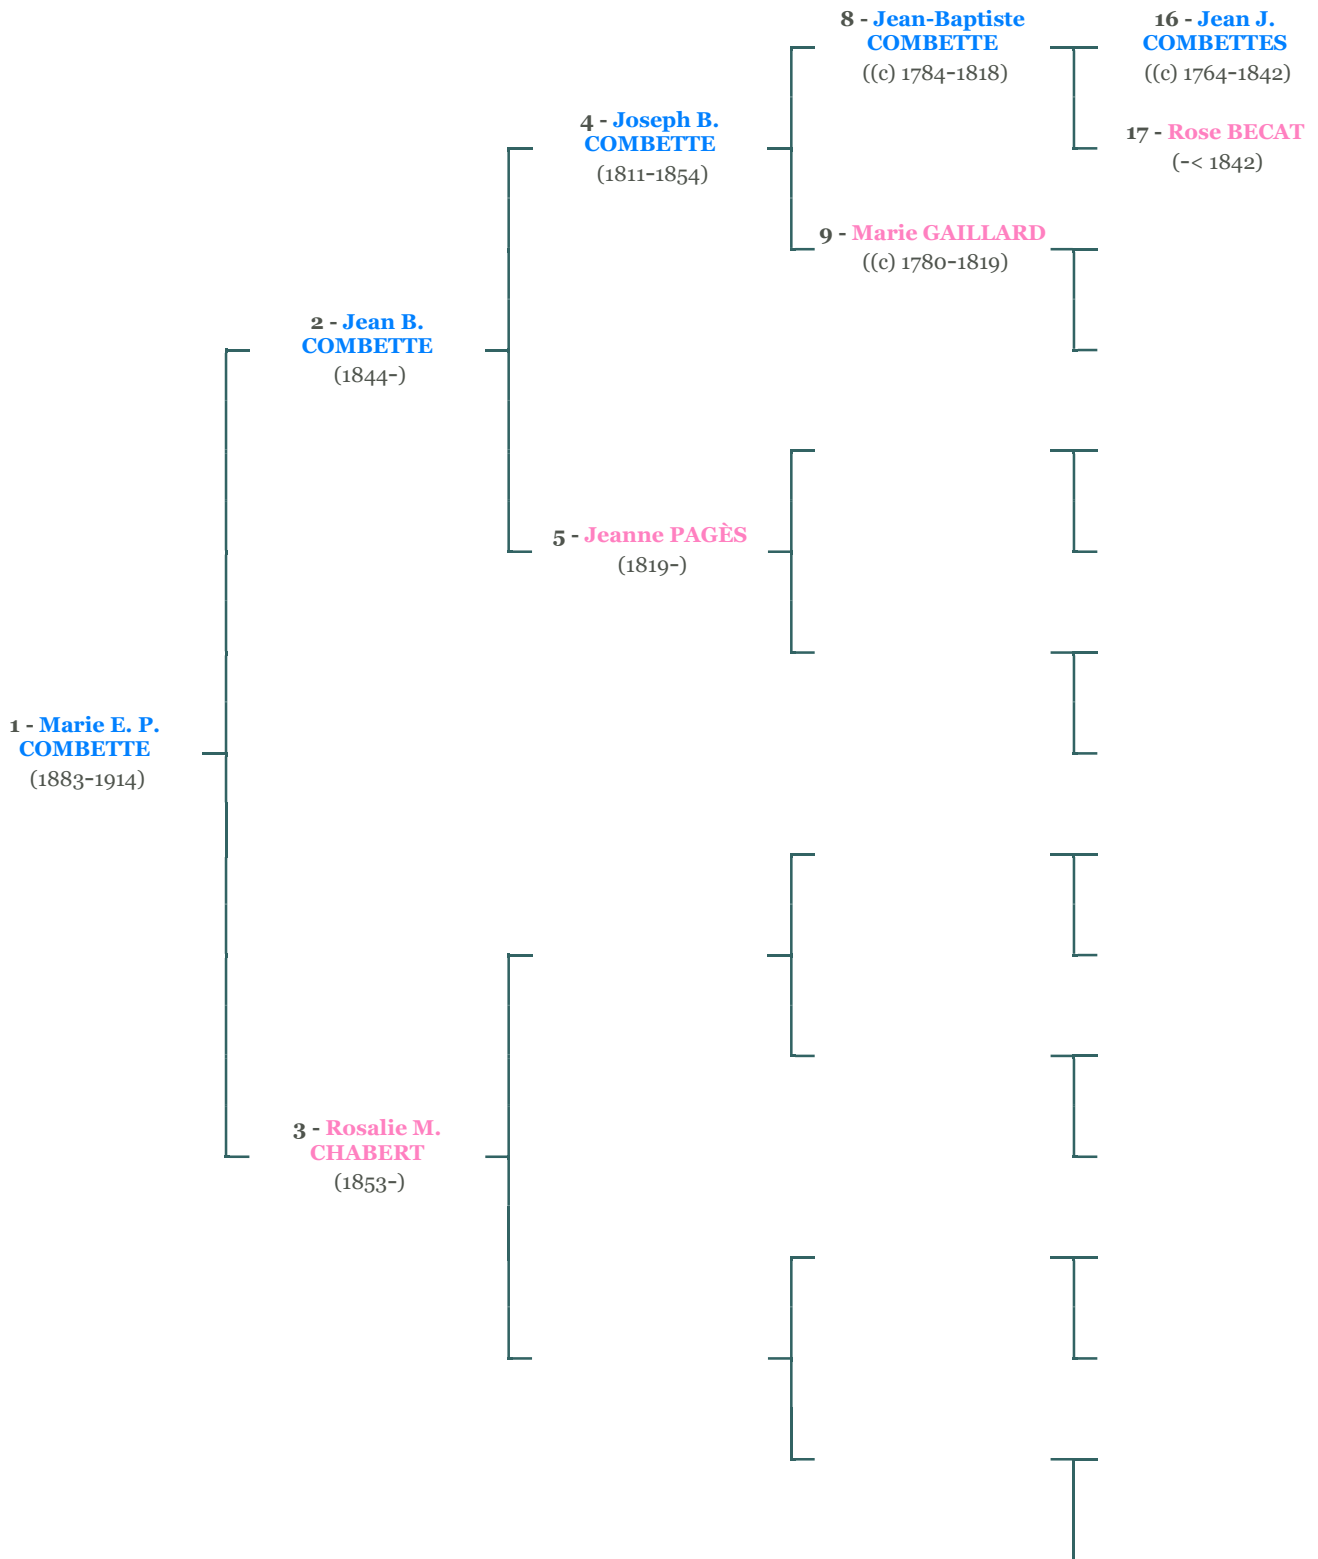 8 - Jean-Baptiste
COMBETTE
((c) 1784-1818)
16 - Jean J.
COMBETTES
((c) 1764-1842)
4 - Joseph B.
COMBETTE
(1811-1854)
17 - Rose BECAT
(-< 1842)
9 - Marie GAILLARD
((c) 1780-1819)
2 - Jean B.
COMBETTE
(1844-)
5 - Jeanne PAGÈS
(1819-)
1 - Marie E. P.
COMBETTE
(1883-1914)
3 - Rosalie M.
CHABERT
(1853-)